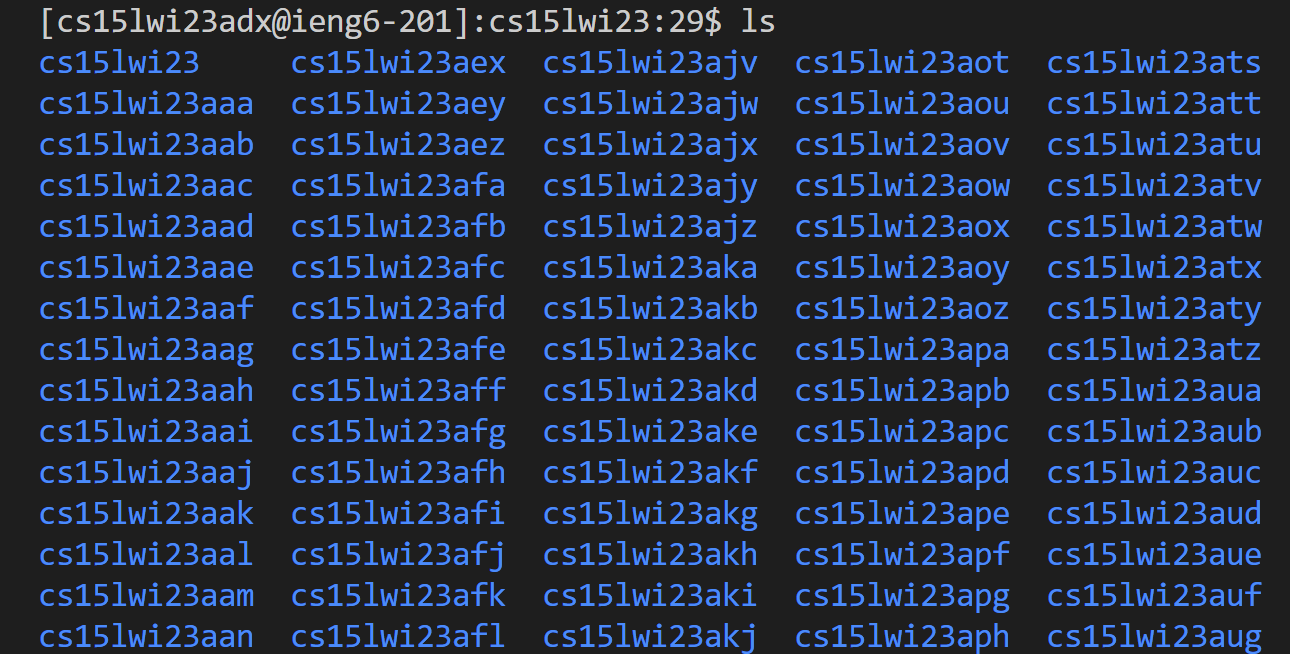 [cs15lwi23adx@ieng6-201]:cs15lwi23:29$ ls
cs15lwi23 cs15lwi23aex cs15lwi23ajv cs15lwi23aot cs15lwi23ats
cs15lwi23aaa cs15lwi23aey cs15lwi23ajw cs15lwi23aou cs15lwi23att
cs15lwi23aab cs15lwi23aez cs15lwi23ajx cs15lwi23aov cs15lwi23atu
cs15lwi23aac cs15lwi23afa cs15lwi23ajy cs15lwi23aow cs15lwi23atv
cs15lwi23aad cs15lwi23afb cs15lwi23ajz cs15lwi23aox cs15lwi23atw
cs15lwi23aae cs15lwi23afc cs15lwi23aka cs15lwi23aoy cs15lwi23atx
cs15lwi23aaf cs15lwi23afd cs15lwi23akb cs15lwi23aoz cs15lwi23aty
cs15lwi23aag cs15lwi23afe cs15lwi23akc cs15lwi23apa cs15lwi23atz
cs15lwi23aah cs15lwi23aff cs15lwi23akd cs15lwi23apb cs15lwi23aua
cs15lwi23aai cs15lwi23afg cs15lwi23ake cs15lwi23apc cs15lwi23aub
cs15lwi23aaj cs15lwi23afh cs15lwi23akf cs15lwi23apd cs15lwi23auc
cs15lwi23aak cs15lwi23afi cs15lwi23akg cs15lwi23ape cs15lwi23aud
cs15lwi23aal cs15lwi23afj cs15lwi23akh cs15lwi23apf cs15lwi23aue
cs15lwi23aam cs15lwi23afk cs15lwi23aki cs15lwi23apg cs15lwi23auf
cs15lwi23aan cs15lwi23afl cs15lwi23akj cs15lwi23aph cs15lwi23aug